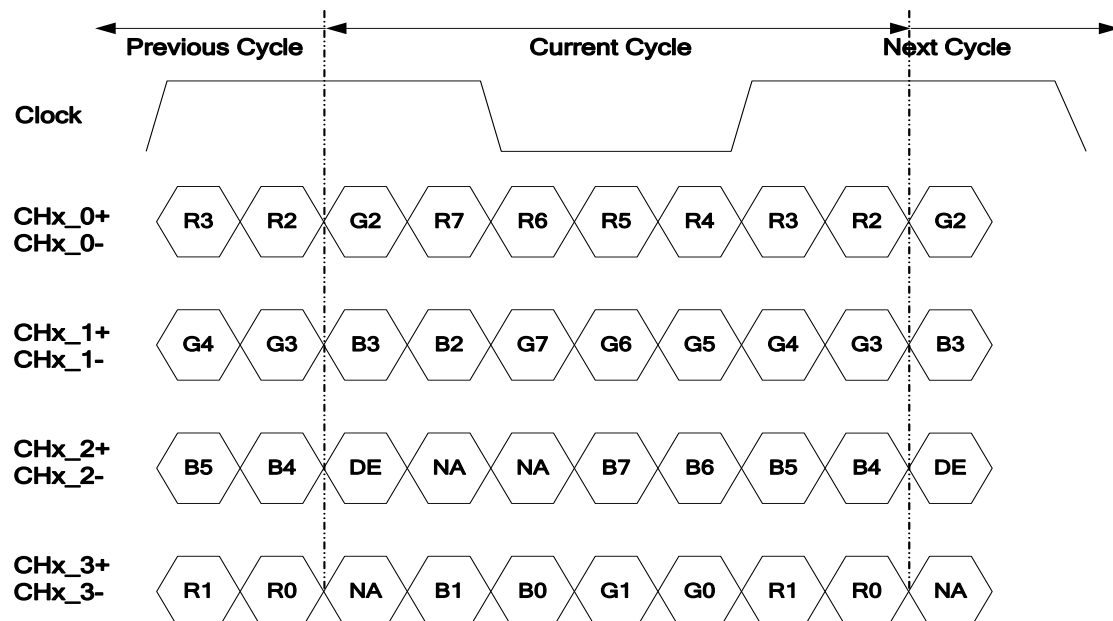 Previous Cycle Current Cycle Next Cycle
Clock
CHx_0+
CHx_0-
R3 R2 G2 R7 R6 R5 R4 R3 R2 G2
CHx_1+
CHx_1-
G4 G3 B3 B2 G7 G6 G5 G4 G3 B3
CHx_2+
CHx_2-
B5 B4 DE NA NA B7 B6 B5 B4 DE
CHx_3+
CHx_3-
R1 R0 NA B1 B0 G1 G0 R1 R0 NA